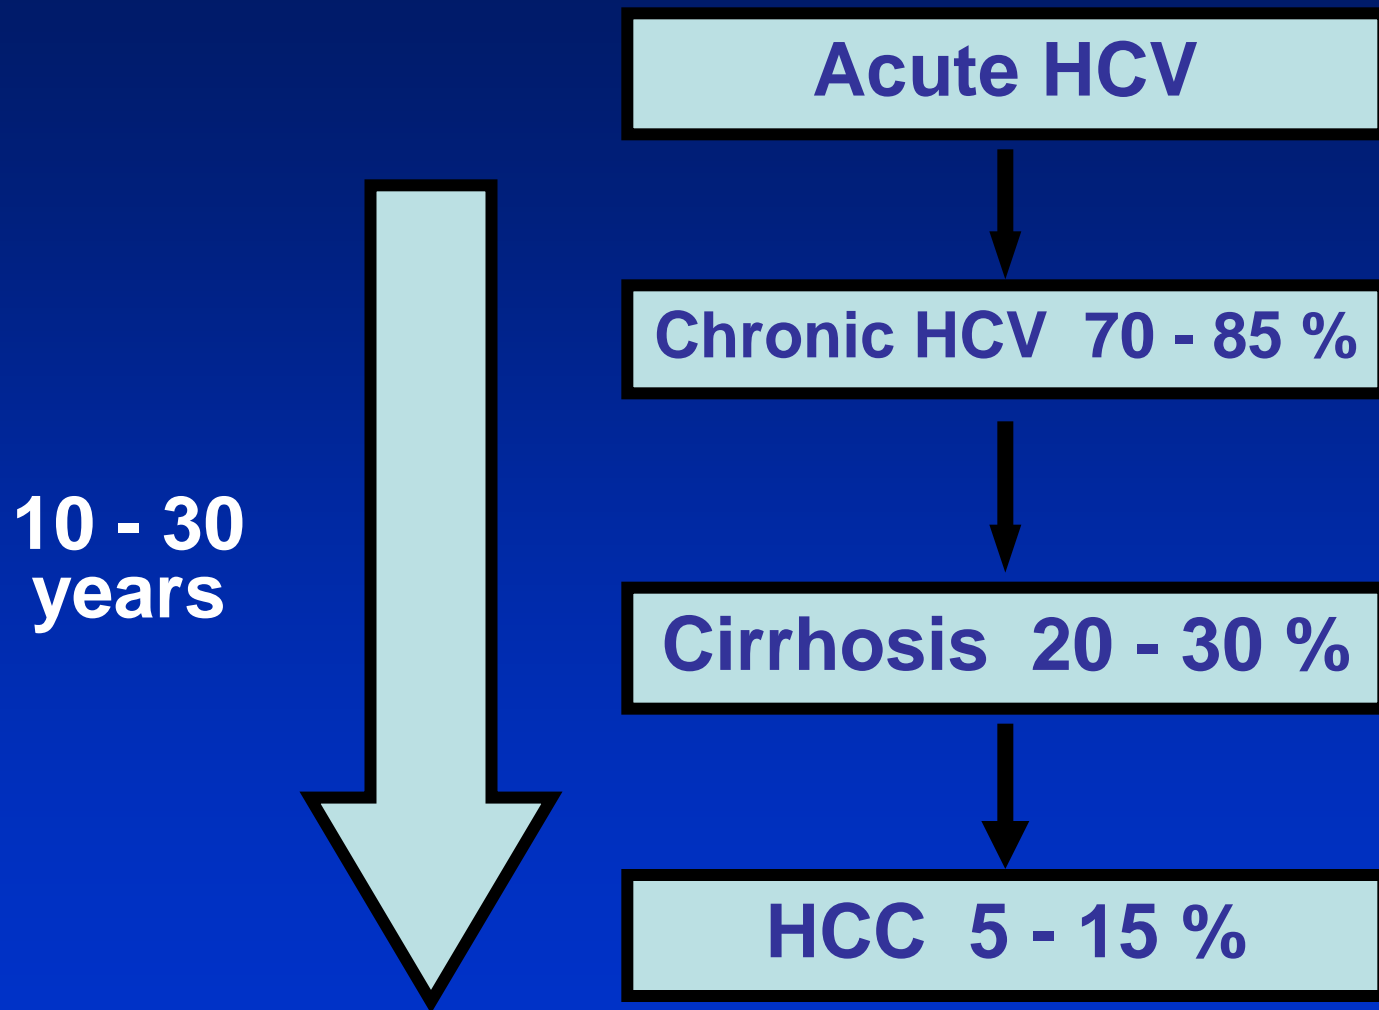 Acute HCV
Chronic HCV 70 - 85 %
10 - 30
years
Cirrhosis 20 - 30 %
HCC 5 - 15 %